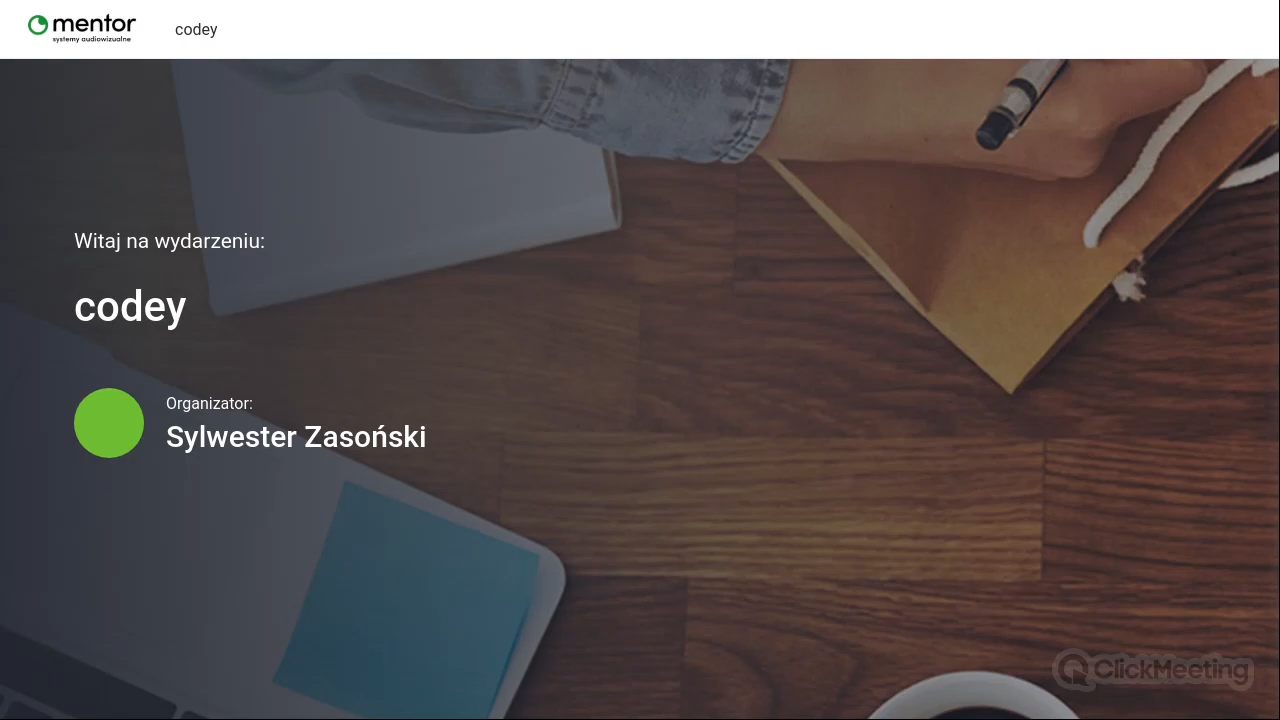 mentor
systemy audiowizualne
codey
Witaj na wydarzeniu:
codey
Organizator:
Sylwester Zasoński
ClickMeeting